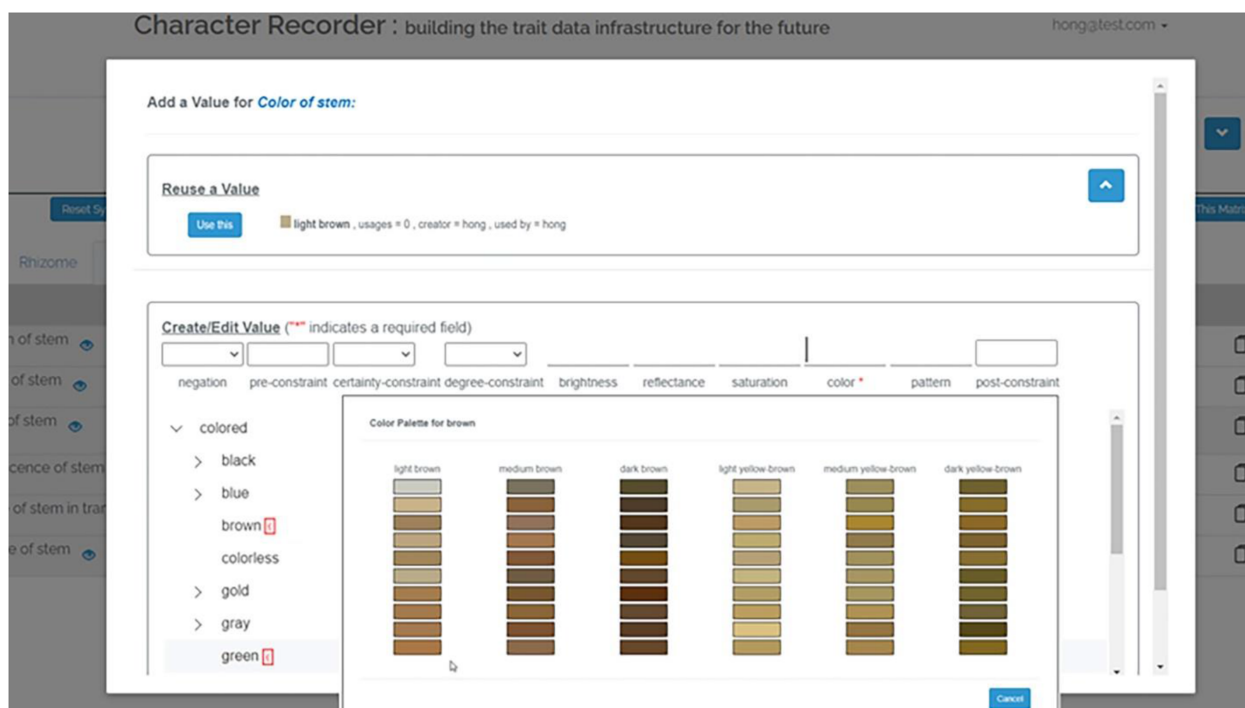 Character Recorder : building the trait data infrastructure for the future
hong@test.com
Add a Value for Color of stem:
Reuse a Value
Reset Sy
This Matri
Use this
light brown , usages = 0 , creator = hong , used by = hong
Rhizome
Create/Edit Value ("*" indicates a required field)
of stem
negation pre-constraint certainty-constraint degree-constraint brightness reflectance saturation color * pattern post-constraint
of stem
colored
Color Palette for brown
of stem
black
cence of stem
light brown medium brown dark brown light yellow-brown medium yellow-brown dark yellow-brown
blue
of stem in tran
brown
e of stem
colorless
gold
gray
green
Cancel